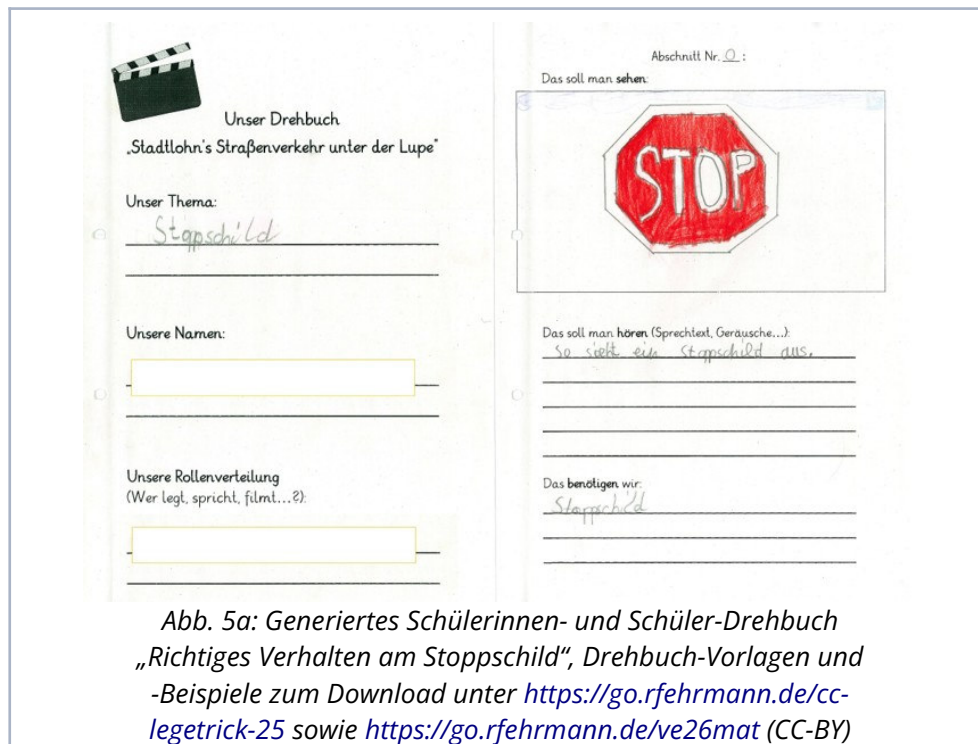 Unser Drehbuch
„Stadtlohn's Straßenverkehr unter der Lupe"
Unser Thema:
Stoppschild
Unsere Namen:
Unsere Rollenverteilung
(Wer legt, spricht, filmt...?):
Abschnitt Nr. 0 :
Das soll man sehen:
STOP
Das soll man hören (Sprechtext, Geräusche...):
So sieht ein Stoppschild aus.
Das benötigen wir:
Stoppschild
Abb. 5a: Generiertes Schülerinnen- und Schüler-Drehbuch
„Richtiges Verhalten am Stoppschild“, Drehbuch-Vorlagen und
-Beispiele zum Download unter https://go.rfehrmann.de/cc-
legetrick-25 sowie https://go.rfehrmann.de/ve26mat (CC-BY)